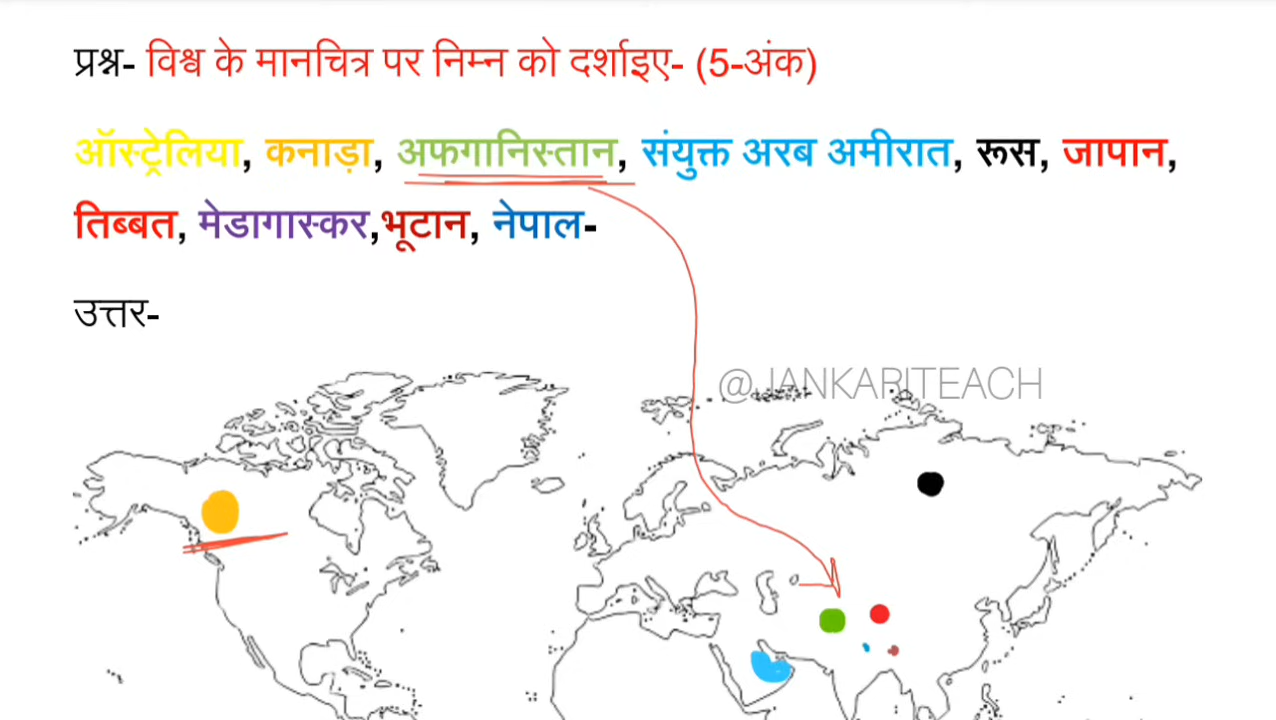 प्रश्न- विश्व के मानचित्र पर निम्न को दर्शाइए- (5-अंक)
ऑस्ट्रेलिया, कनाड़ा, अफगानिस्तान, संयुक्त अरब अमीरात, रूस, जापान,
तिब्बत, मेडागास्कर,भूटान, नेपाल-
उत्तर-
@JANKARITEACH